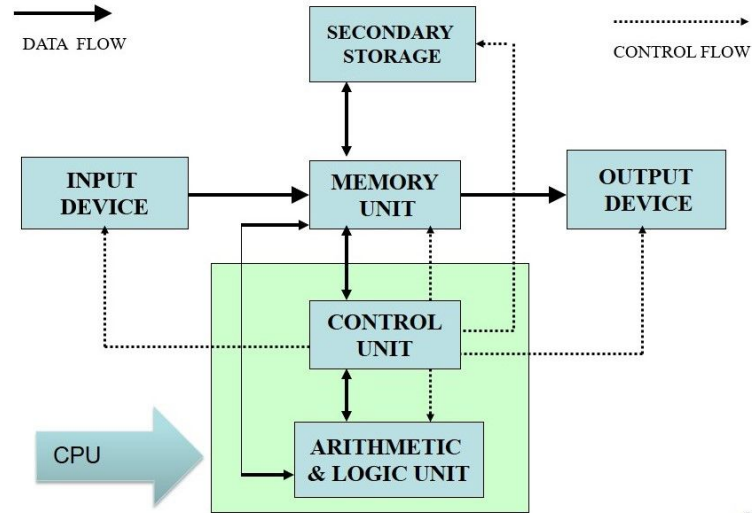 DATA FLOW
SECONDARY
STORAGE
CONTROL FLOW
INPUT
DEVICE
MEMORY
UNIT
OUTPUT
DEVICE
CONTROL
UNIT
CPU
ARITHMETIC
& LOGIC UNIT